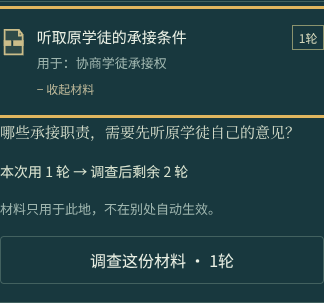 听取原学徒的承接条件
1轮
用于：协商学徒承接权
− 收起材料
哪些承接职责，需要先听原学徒自己的意见？
本次用 1 轮 → 调查后剩余 2 轮
材料只用于此地，不在别处自动生效。
调查这份材料 · 1轮